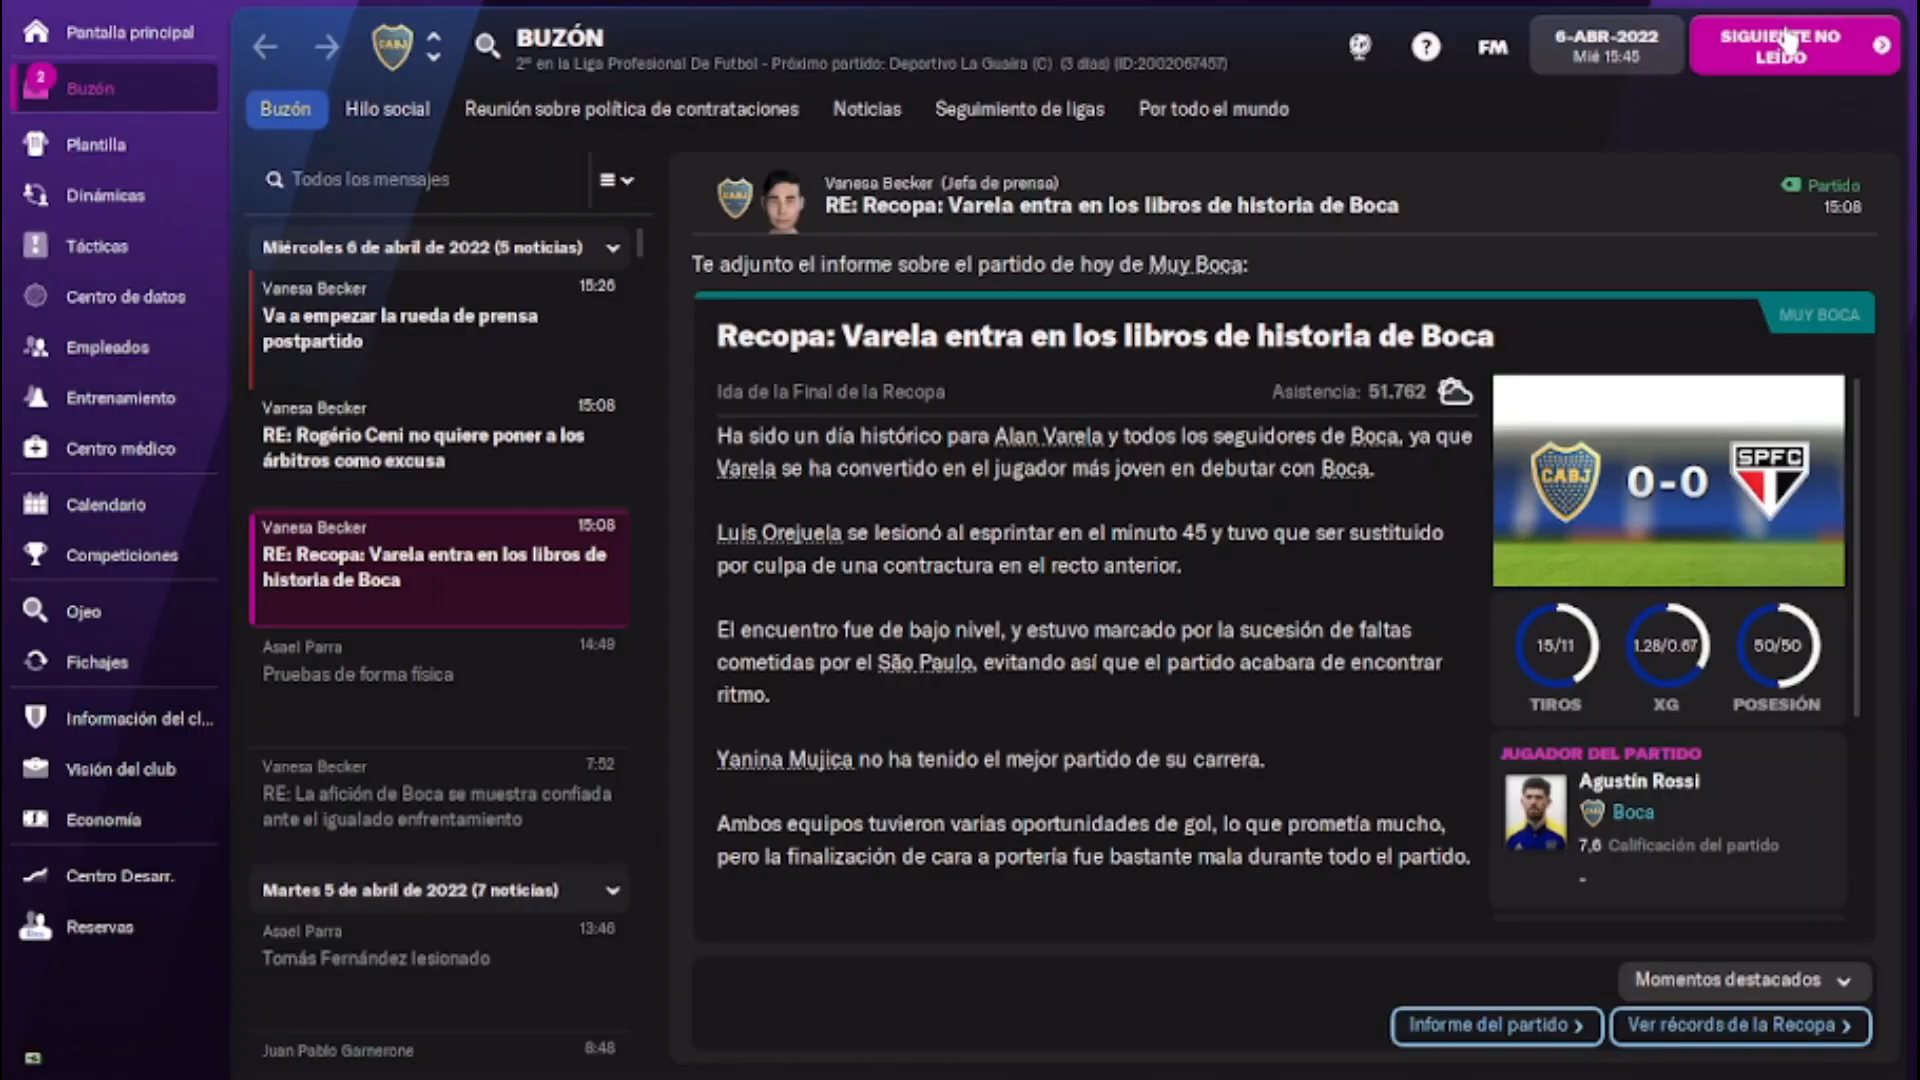 Pantalla principal
2
Buzón
Plantilla
Dinámicas
Tácticas
Centro de datos
Empleados
Entrenamiento
Centro médico
Calendario
Competiciones
Ojeo
Fichajes
Información del cl...
Visión del club
Economía
Centro Desarr.
Reservas
CABJ
BUZÓN
2º en la Liga Profesional De Futbol - Próximo partido: Deportivo La Guaira (C) (3 días) (ID:2002067457)
?
FM
6-ABR-2022
Mié 15:45
SIGUIENTE NO
LEÍDO
Buzón
Hilo social
Reunión sobre política de contrataciones
Noticias
Seguimiento de ligas
Por todo el mundo
Todos los mensajes
Miércoles 6 de abril de 2022 (5 noticias)
Vanesa Becker
15:26
Va a empezar la rueda de prensa
postpartido
Vanesa Becker
15:08
RE: Rogério Ceni no quiere poner a los
árbitros como excusa
Vanesa Becker
15:08
RE: Recopa: Varela entra en los libros de
historia de Boca
Asael Parra
14:49
Pruebas de forma física
Vanesa Becker
7:52
RE: La afición de Boca se muestra confiada
ante el igualado enfrentamiento
Martes 5 de abril de 2022 (7 noticias)
Asael Parra
13:46
Tomás Fernández lesionado
Juan Pablo Garnerone
8:48
CABJ
Vanesa Becker (Jefa de prensa)
RE: Recopa: Varela entra en los libros de historia de Boca
Partido
15:08
Te adjunto el informe sobre el partido de hoy de Muy Boca:
MUY BOCA
Recopa: Varela entra en los libros de historia de Boca
Ida de la Final de la Recopa
Asistencia: 51.762
Ha sido un día histórico para Alan Varela y todos los seguidores de Boca, ya que
Varela se ha convertido en el jugador más joven en debutar con Boca.
Luis Orejuela se lesionó al esprintar en el minuto 45 y tuvo que ser sustituido
por culpa de una contractura en el recto anterior.
El encuentro fue de bajo nivel, y estuvo marcado por la sucesión de faltas
cometidas por el São Paulo, evitando así que el partido acabara de encontrar
ritmo.
Yanina Mujica no ha tenido el mejor partido de su carrera.
Ambos equipos tuvieron varias oportunidades de gol, lo que prometía mucho,
pero la finalización de cara a portería fue bastante mala durante todo el partido.
CABJ
0-0
SPFC
15/11
1.28/0.67
50/50
TIROS
XG
POSESIÓN
JUGADOR DEL PARTIDO
Agustín Rossi
Boca
7,6 Calificación del partido
-
Momentos destacados
Informe del partido
Ver récords de la Recopa